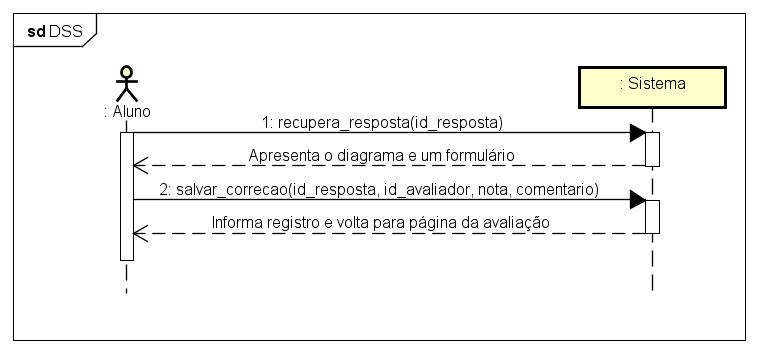 sd DSS
: Aluno
: Sistema
1: recupera_resposta(id_resposta)
Apresenta o diagrama e um formulário
2: salvar_correcao(id_resposta, id_avaliador, nota, comentario)
Informa registro e volta para página da avaliação